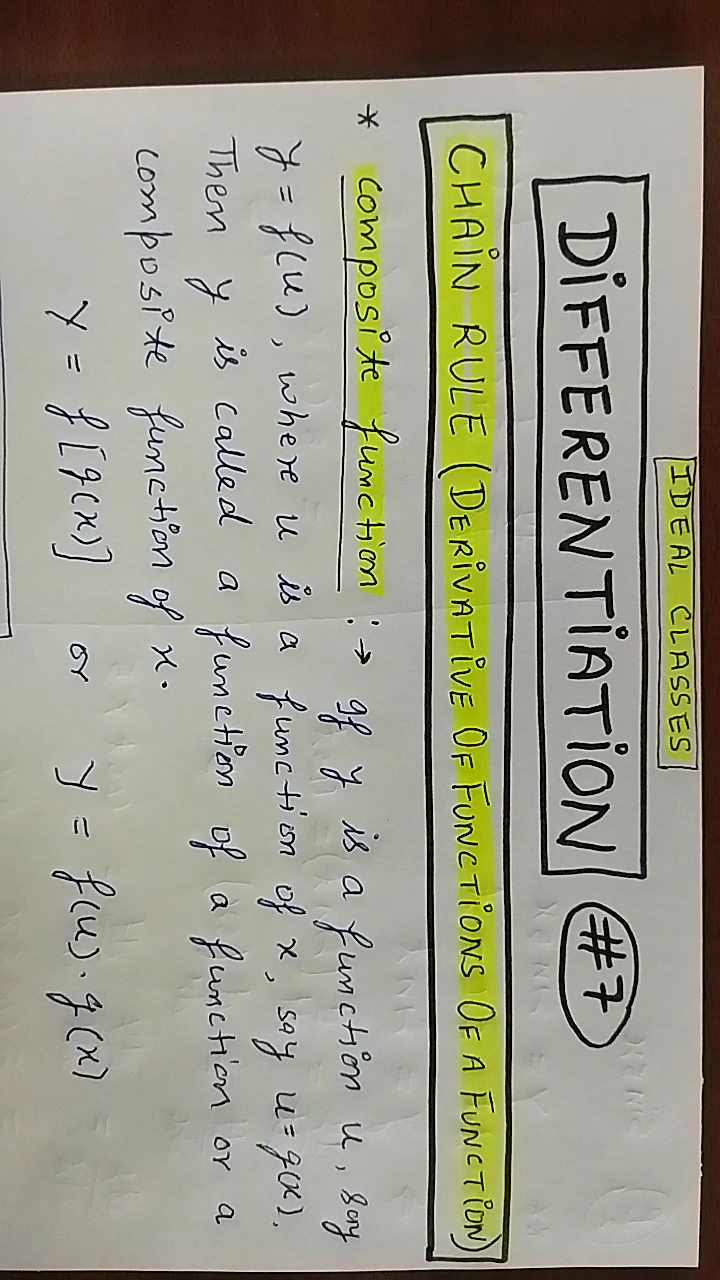 IDEAL CLASSES
DIFFERENTIATION #7
CHAIN RULE (DERIVATIVE OF FUNCTIONS OF A FUNCTION)
* Composite function :→ If y is a function u, say
y = f(u), where u is a function of x, say u = g(x).
Then y is called a function of a function or a
composite function of x.
y = f[g(x)] or y = f(u)·g(x)